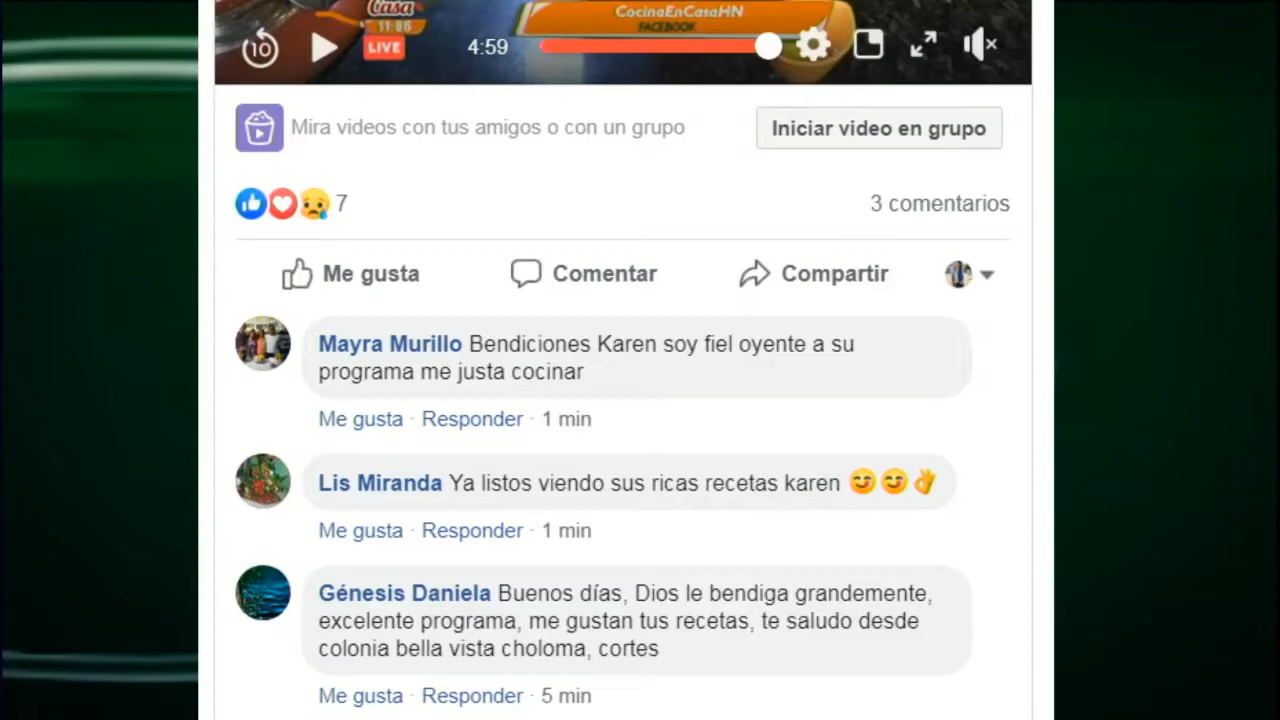 Casa
11:06
LIVE
CocinaEnCasaHN
FACEBOOK
10
4:59
Mira videos con tus amigos o con un grupo
Iniciar video en grupo
7
3 comentarios
Me gusta
Comentar
Compartir
Mayra Murillo Bendiciones Karen soy fiel oyente a su
programa me justa cocinar
Me gusta · Responder · 1 min
Lis Miranda Ya listos viendo sus ricas recetas karen 😊😊👌
Me gusta · Responder · 1 min
Génesis Daniela Buenos días, Dios le bendiga grandemente,
excelente programa, me gustan tus recetas, te saludo desde
colonia bella vista choloma, cortes
Me gusta · Responder · 5 min